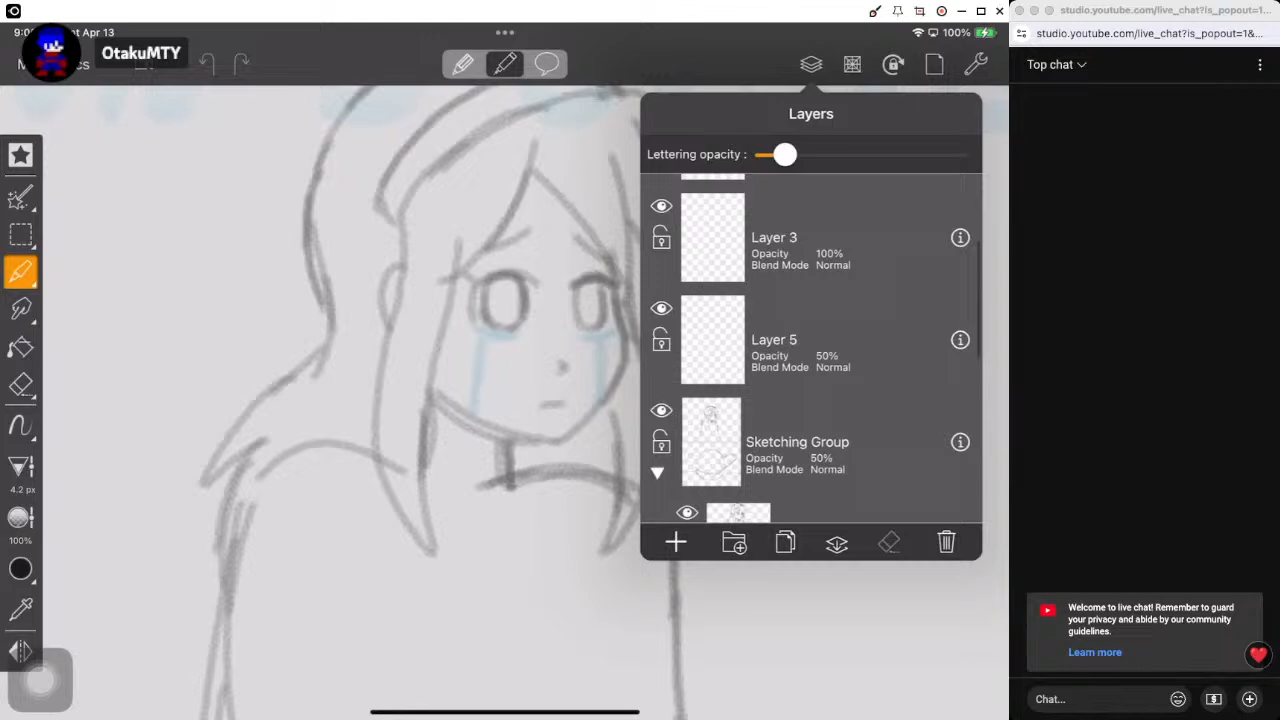 studio.youtube.com/live_chat?is_popout=1...
studio.youtube.com/live_chat?is_popout=1&...
at Apr 13
100%
OtakuMTY
Top chat
Layers
Lettering opacity :
Layer 3
Opacity 100%
Blend Mode Normal
Layer 5
Opacity 50%
Blend Mode Normal
Sketching Group
Opacity 50%
Blend Mode Normal
4.2 px
100%
Welcome to live chat! Remember to guard
your privacy and abide by our community
guidelines.
Learn more
Chat...